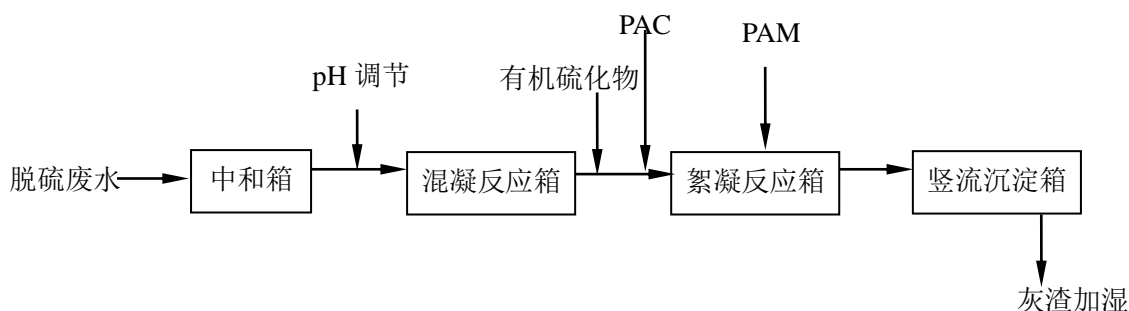 PAC
PAM
pH 调节
有机硫化物
脱硫废水
中和箱
混凝反应箱
絮凝反应箱
竖流沉淀箱
灰渣加湿